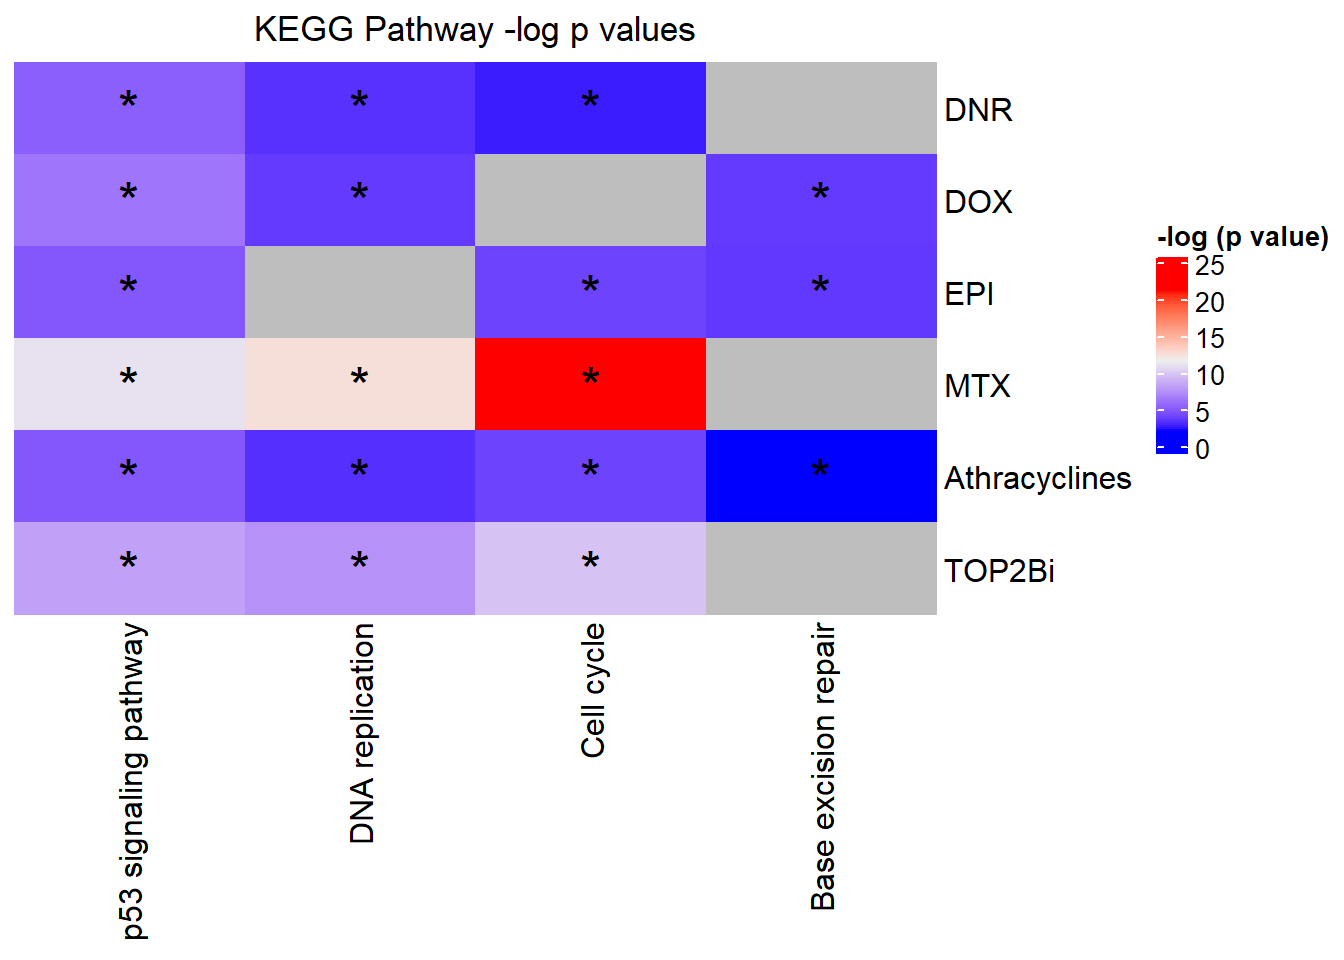 KEGG Pathway -log p values
* * *
DNR
* * *
DOX
* * *
EPI
* * *
MTX
* * * *
Athracyclines
* * *
TOP2Bi
p53 signaling pathway
DNA replication
Cell cycle
Base excision repair
-log (p value)
25
20
15
10
5
0